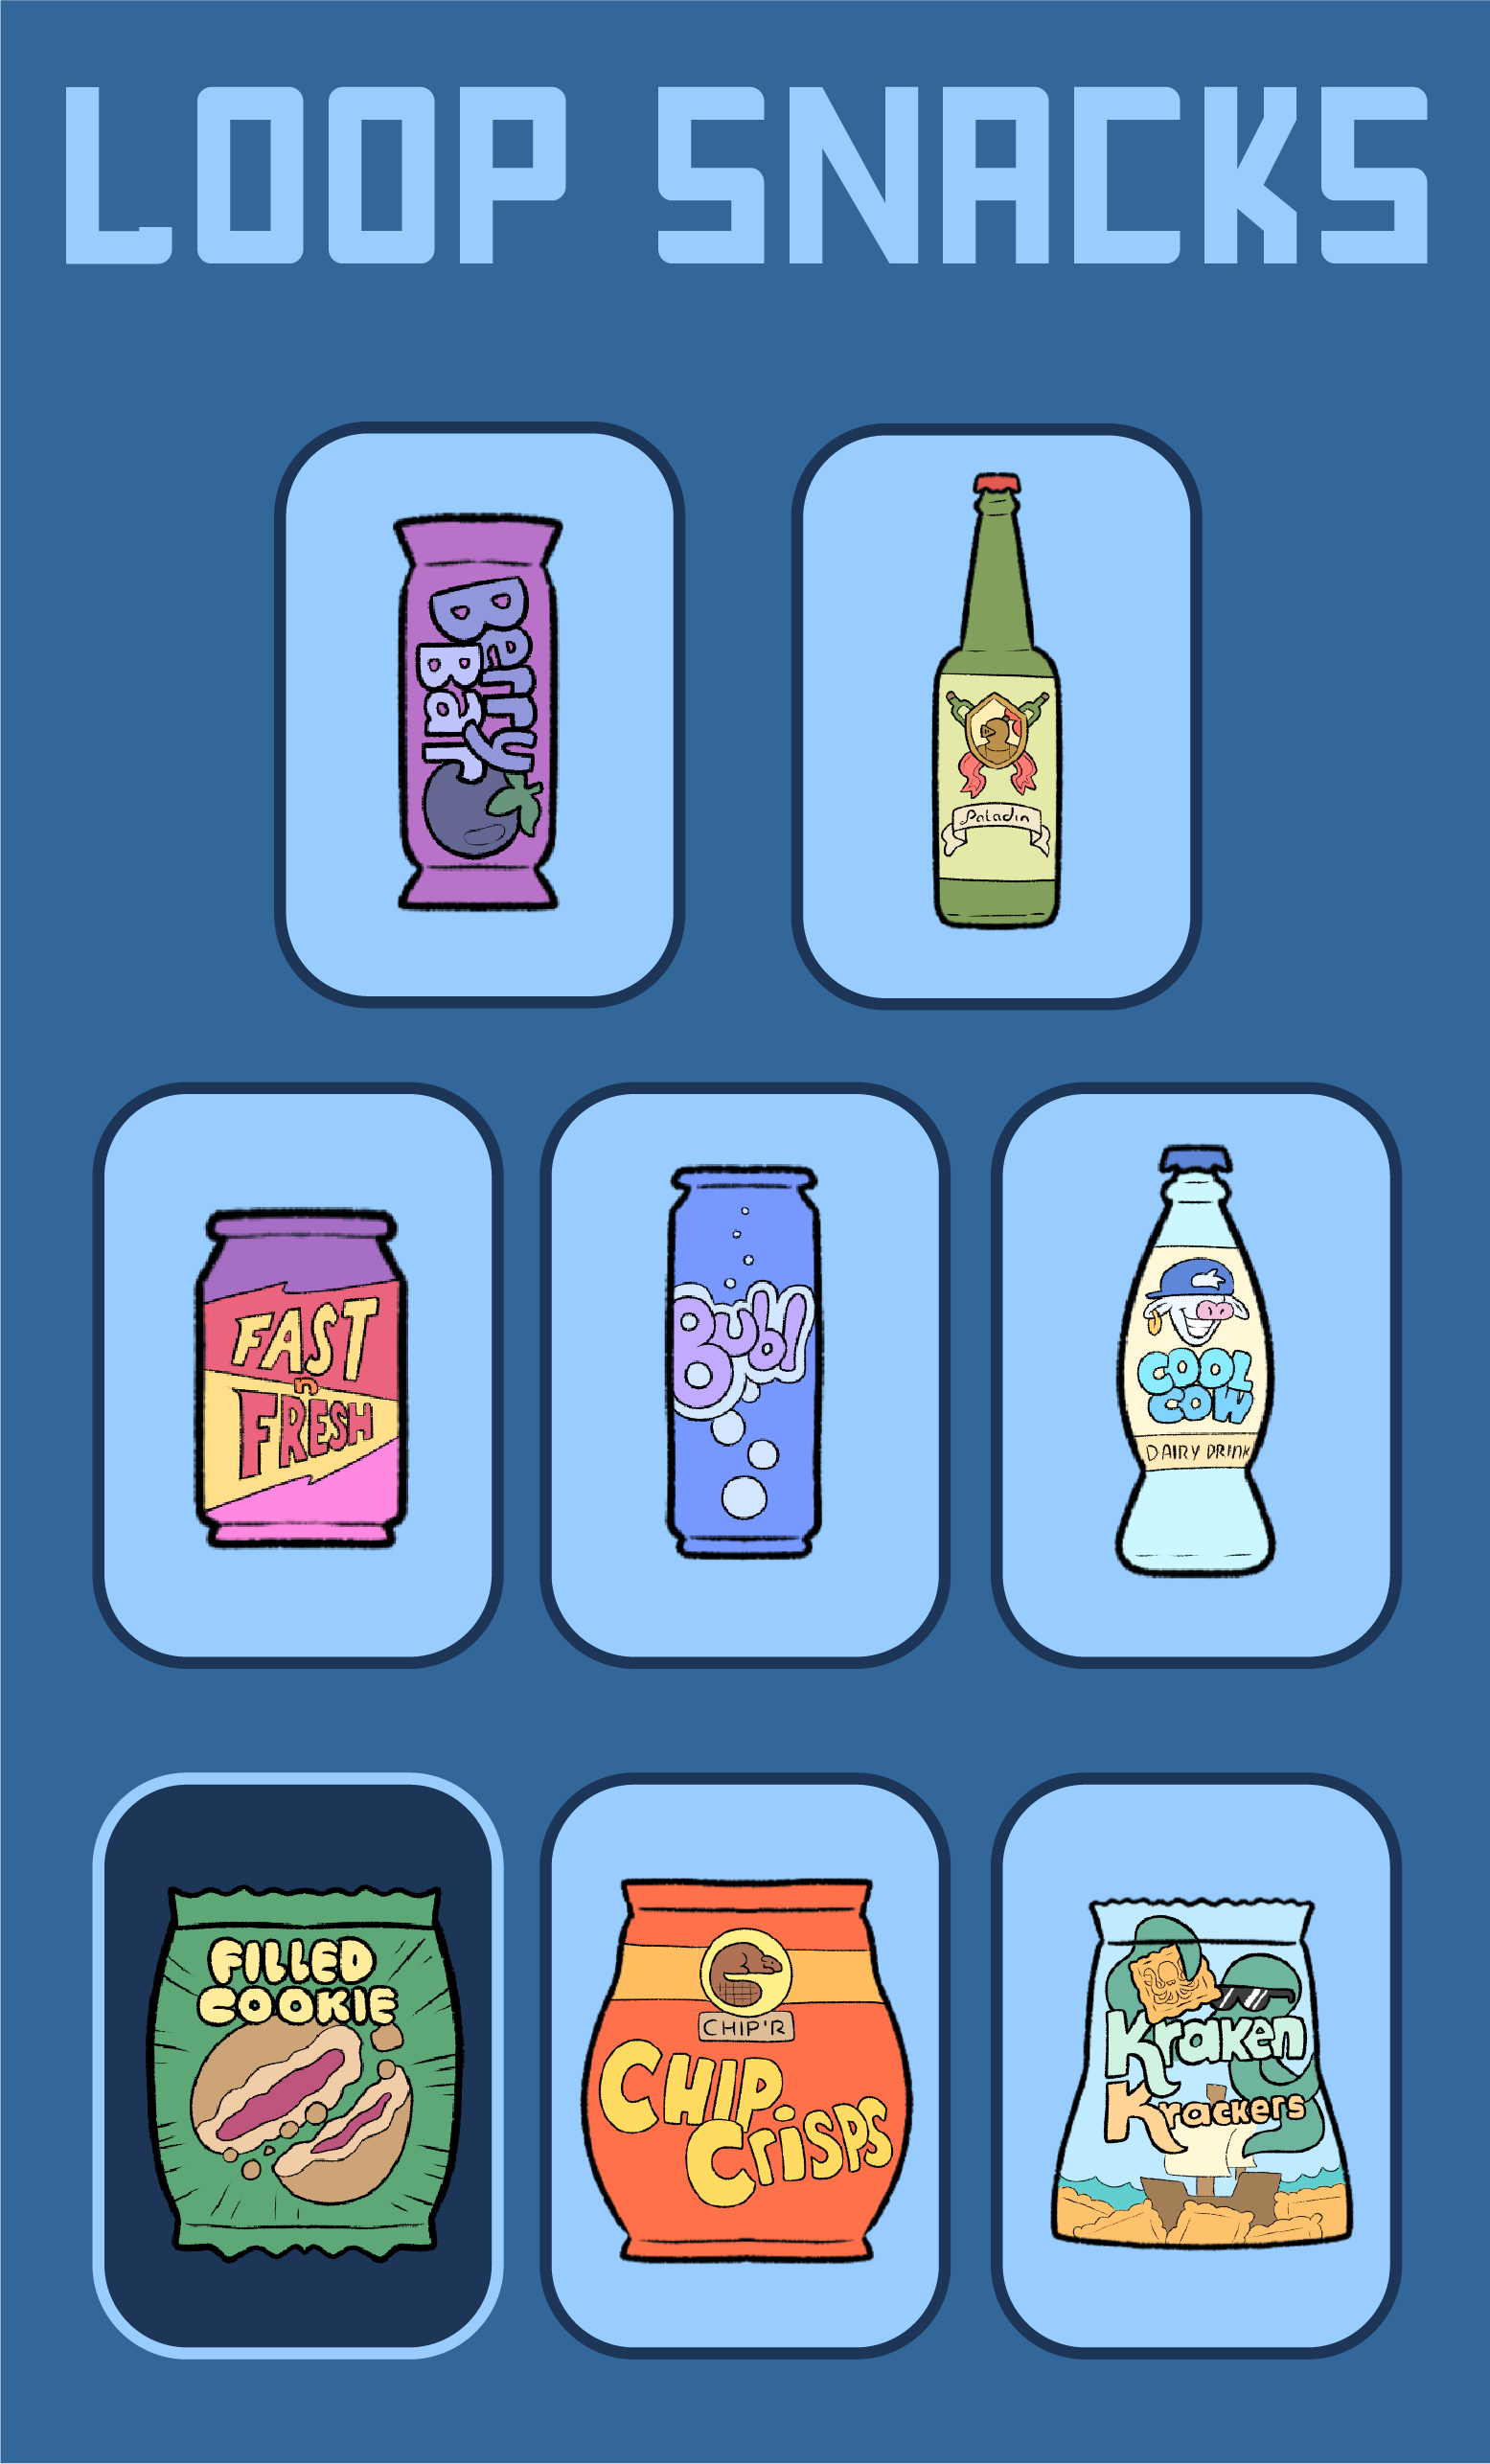 LOOP SNACKS
Berry
Bar
Paladin
FAST
n
FRESH
Bubl
COOL
COW
DAIRY DRINK
FILLED
COOKIE
CHIP'R
CHIP
CRISPS
Kraken
Krackers